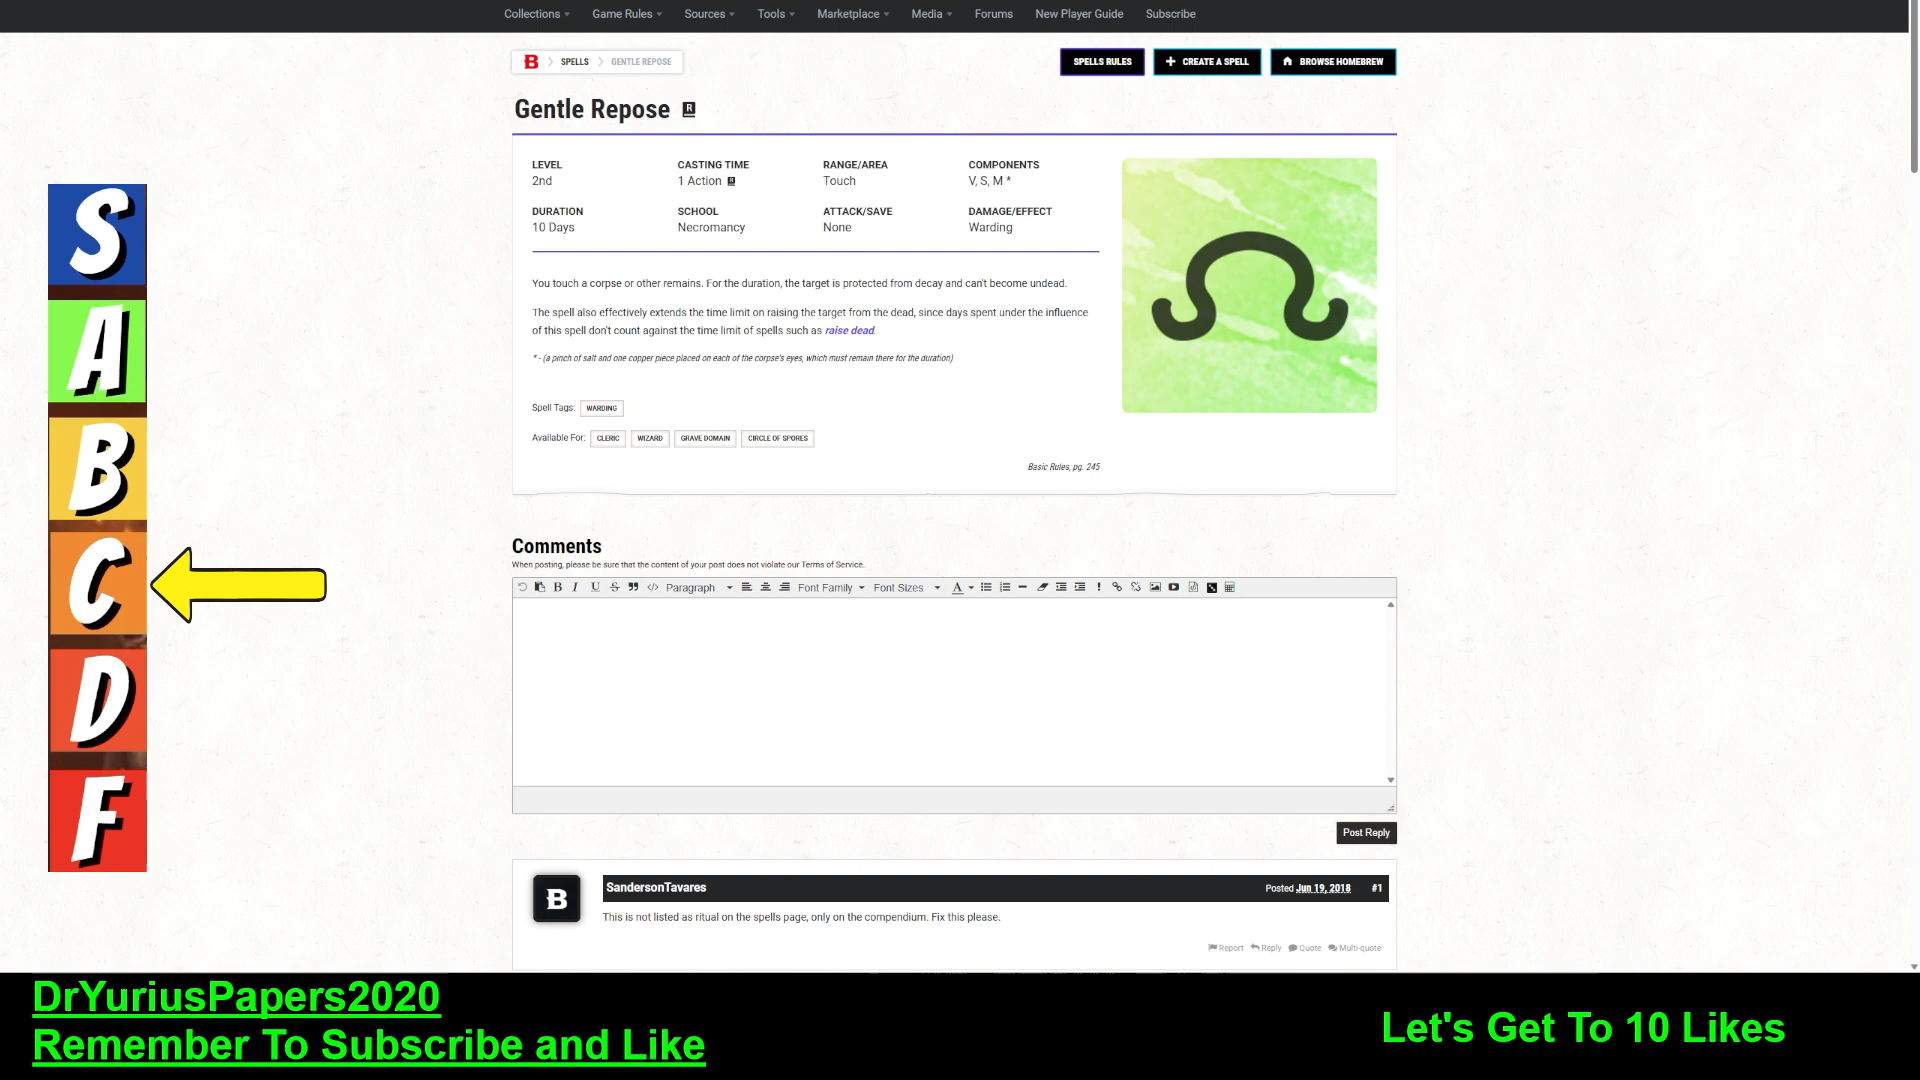 Collections Game Rules Sources Tools Marketplace Media Forums New Player Guide Subscribe
B SPELLS GENTLE REPOSE
SPELLS RULES CREATE A SPELL BROWSE HOMEBREW
Gentle Repose R
LEVEL CASTING TIME RANGE/AREA COMPONENTS
2nd 1 Action Touch V, S, M *
DURATION SCHOOL ATTACK/SAVE DAMAGE/EFFECT
10 Days Necromancy None Warding
You touch a corpse or other remains. For the duration, the target is protected from decay and can't become undead.
The spell also effectively extends the time limit on raising the target from the dead, since days spent under the influence
of this spell don't count against the time limit of spells such as raise dead.
* - (a pinch of salt and one copper piece placed on each of the corpse's eyes, which must remain there for the duration)
Spell Tags: WARDING
Available For: CLERIC WIZARD GRAVE DOMAIN CIRCLE OF SPORES
Basic Rules, pg. 245
S
A
B
C
D
F
Comments
When posting, please be sure that the content of your post does not violate our Terms of Service.
B I U S Paragraph Font Family Font Sizes A
Post Reply
B
SandersonTavares Posted Jun 19, 2018 #1
This is not listed as ritual on the spells page, only on the compendium. Fix this please.
Report Reply Quote Multi-quote
DrYuriusPapers2020
Remember To Subscribe and Like
Let's Get To 10 Likes